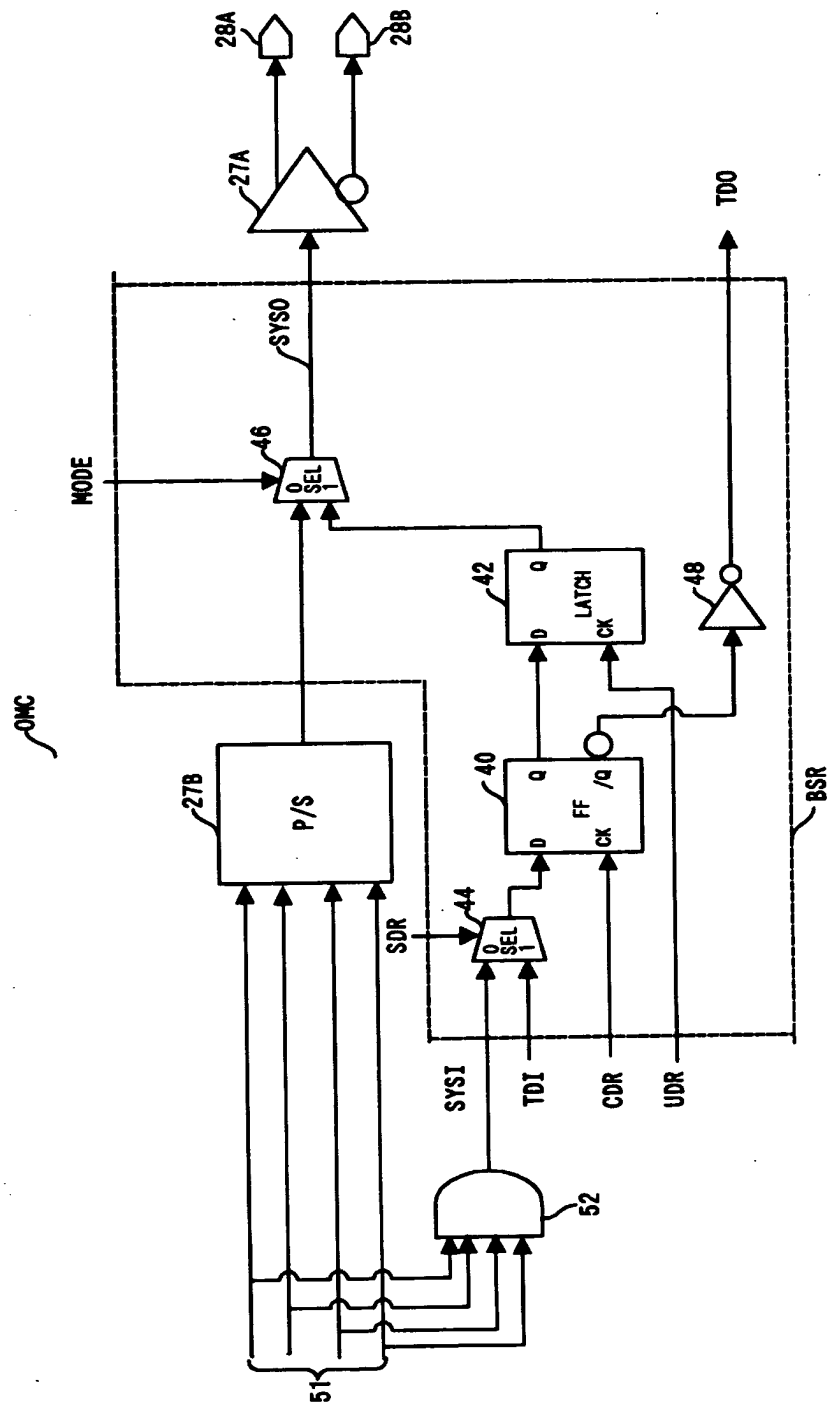 OMC
28A
28B
27A
TDO
MODE
SYSO
46
0
SEL
1
27B
P/S
42
D
Q
LATCH
CK
48
SDR
44
0
SEL
1
40
D
Q
FF
CK
/Q
BSR
SYSI
TDI
CDR
UDR
52
51